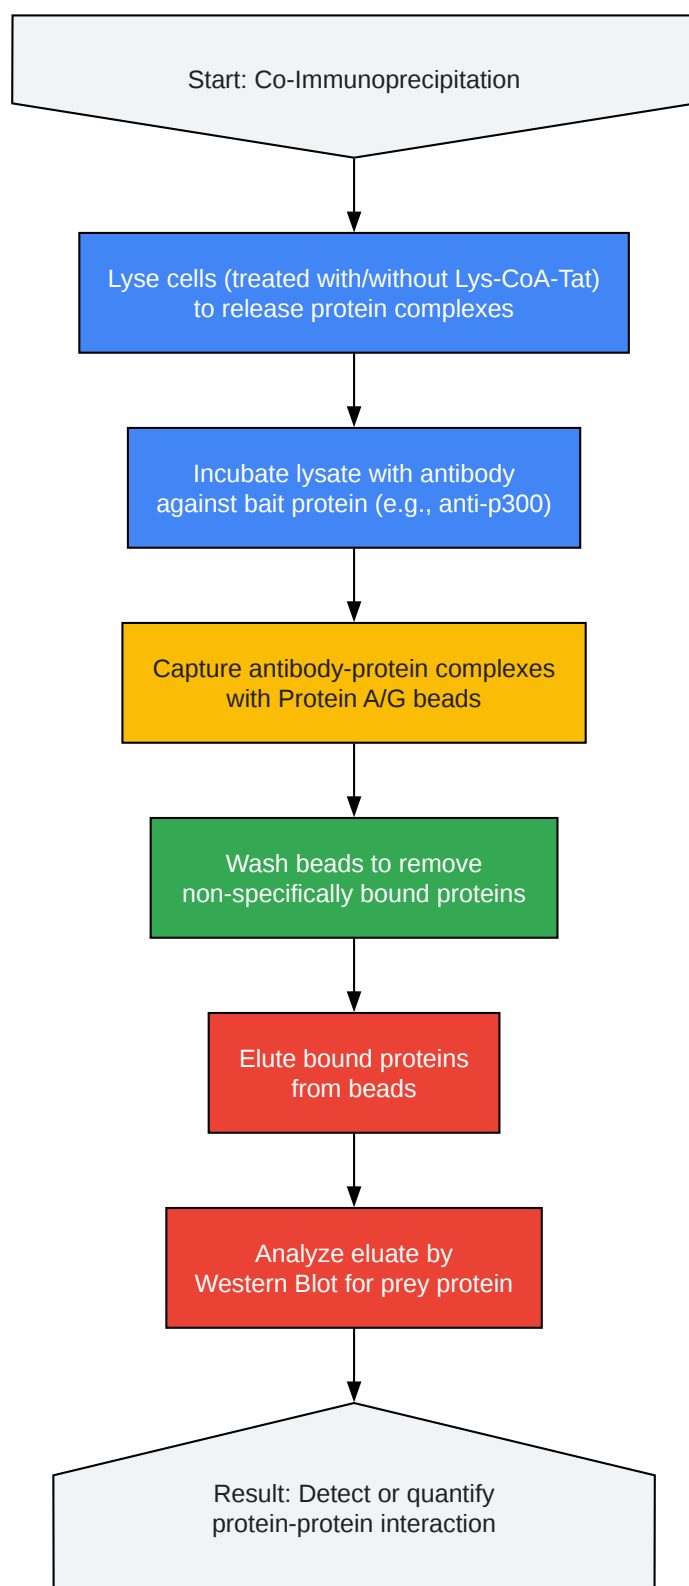 Start: Co-Immunoprecipitation
Lyse cells (treated with/without Lys-CoA-Tat)
to release protein complexes
Incubate lysate with antibody
against bait protein (e.g., anti-p300)
Capture antibody-protein complexes
with Protein A/G beads
Wash beads to remove
non-specifically bound proteins
Elute bound proteins
from beads
Analyze eluate by
Western Blot for prey protein
Result: Detect or quantify
protein-protein interaction